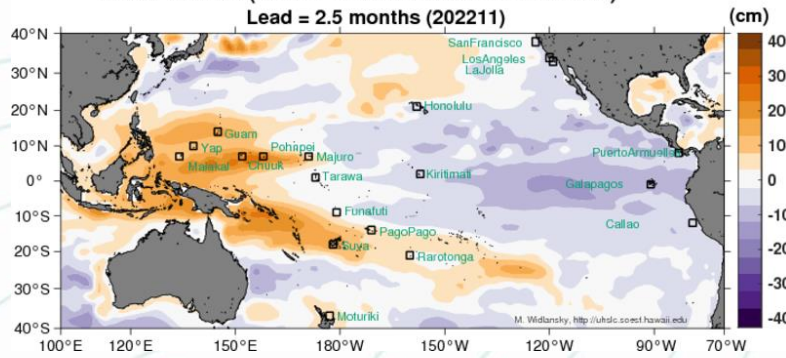 Lead = 2.5 months (202211)
(cm)
40°N
30°N
20°N
10°N
0°
10°S
20°S
30°S
40°S
SanFrancisco
LosAngeles
LaJolla
Honolulu
Guam
Yap
Pohnpei
Malakal
Chuuk
Majuro
PuertoArmuelles
Tarawa
Kiritimati
Galapagos
Funafuti
Callao
PagoPago
Suva
Rarotonga
Moturiki
M. Widlansky, http://uhslc.soest.hawaii.edu
100°E
120°E
150°E
180°W
150°W
120°W
90°W
70°W
40
30
20
10
0
-10
-20
-30
-40